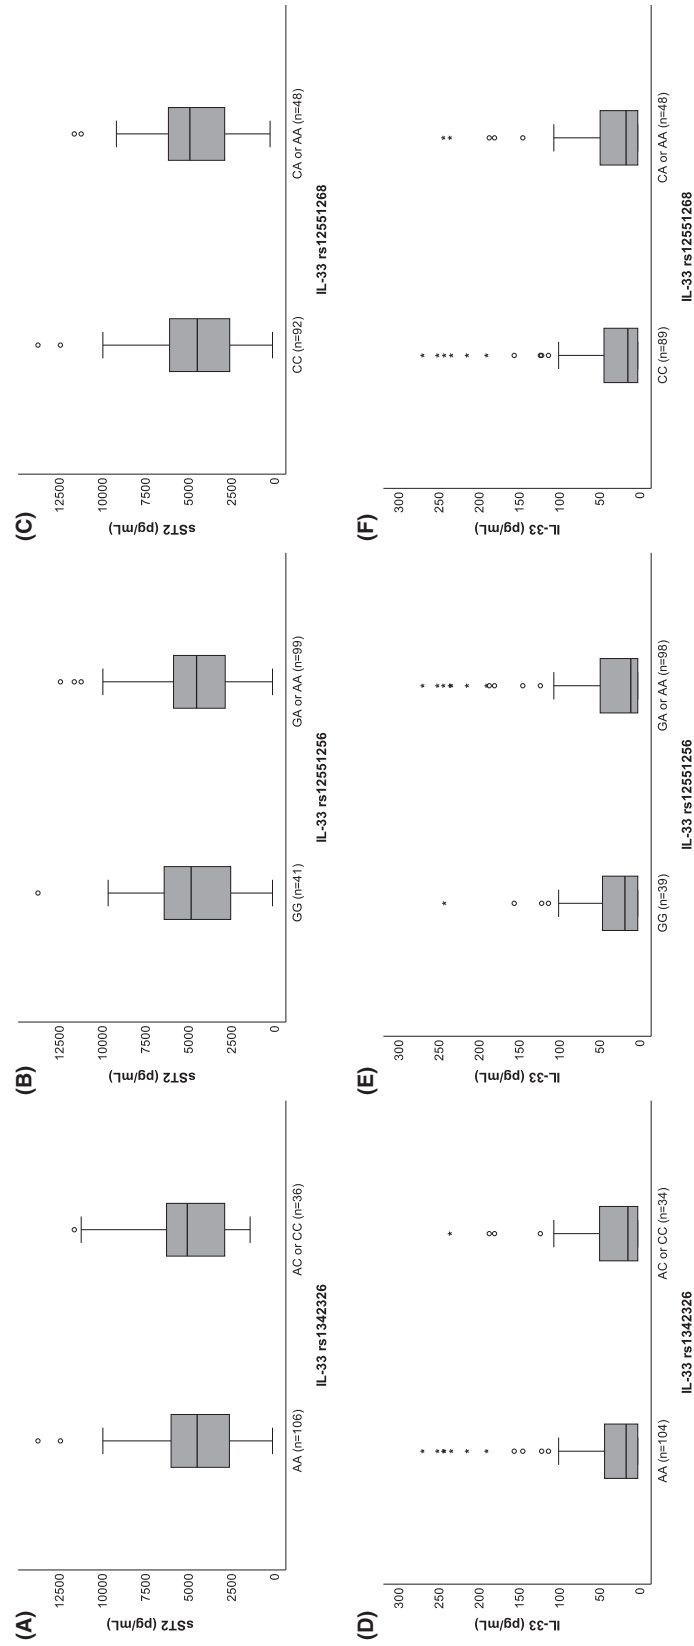 (A)
sST2 (pg/mL)
12500
10000
7500
5000
2500
0
AA (n=106)
AC or CC (n=36)
IL-33 rs1342326
(B)
sST2 (pg/mL)
12500
10000
7500
5000
2500
0
GG (n=41)
GA or AA (n=99)
IL-33 rs12551256
(C)
sST2 (pg/mL)
12500
10000
7500
5000
2500
0
CC (n=92)
CA or AA (n=48)
IL-33 rs12551268
(D)
IL-33 (pg/mL)
300
250
200
150
100
50
0
AA (n=104)
AC or CC (n=34)
IL-33 rs1342326
(E)
IL-33 (pg/mL)
300
250
200
150
100
50
0
GG (n=39)
GA or AA (n=98)
IL-33 rs12551256
(F)
IL-33 (pg/mL)
300
250
200
150
100
50
0
CC (n=89)
CA or AA (n=48)
IL-33 rs12551268